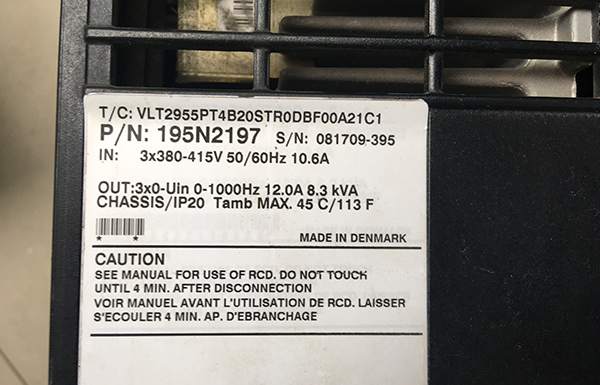 T/C: VLT2955PT4B20STR0DBF00A21C1
P/N: 195N2197 S/N: 081709-395
IN: 3x380-415V 50/60Hz 10.6A
OUT:3x0-Uin 0-1000Hz 12.0A 8.3 kVA
CHASSIS/IP20 Tamb MAX. 45 C/113 F
* *
MADE IN DENMARK
CAUTION
SEE MANUAL FOR USE OF RCD. DO NOT TOUCH
UNTIL 4 MIN. AFTER DISCONNECTION
VOIR MANUEL AVANT L'UTILISATION DE RCD. LAISSER
S'ECOULER 4 MIN. AP. D'EBRANCHAGE